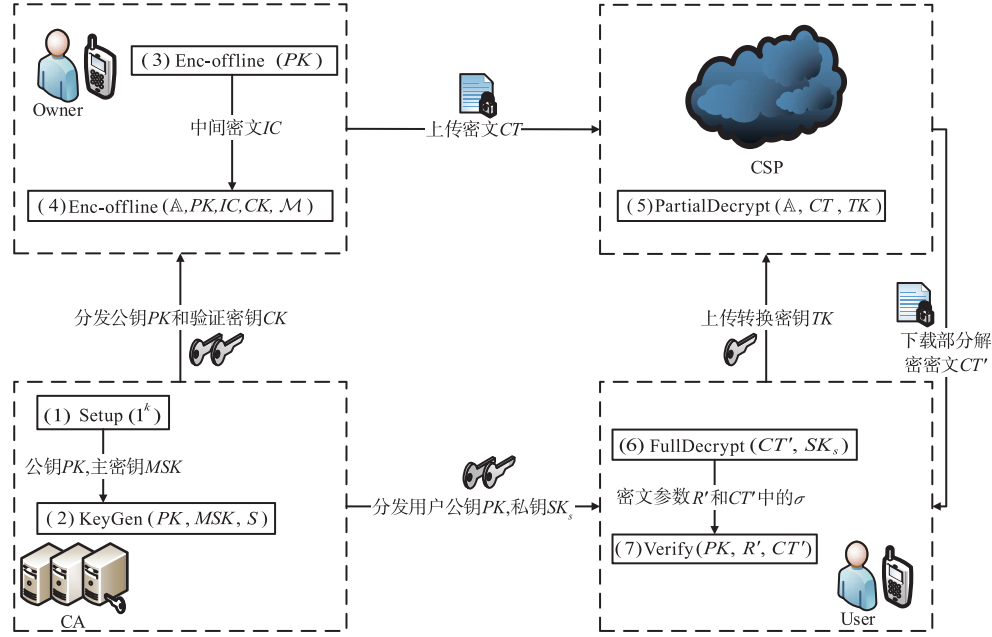 (3) Enc-offline (PK)
Owner
中间密文IC
(4)Enc-offline(𝔸,PK,IC,CK,ℳ)
上传密文CT
CSP
(5)PartialDecrypt(𝔸, CT, TK)
分发公钥PK和验证密钥CK
上传转换密钥TK
下载部分解
密密文CT′
(1) Setup (1^k)
公钥PK,主密钥MSK
(2) KeyGen (PK, MSK, S)
CA
分发用户公钥PK,私钥SK_s
(6) FullDecrypt(CT′, SK_s)
密文参数R′和CT′中的σ
(7)Verify(PK, R′, CT′)
User